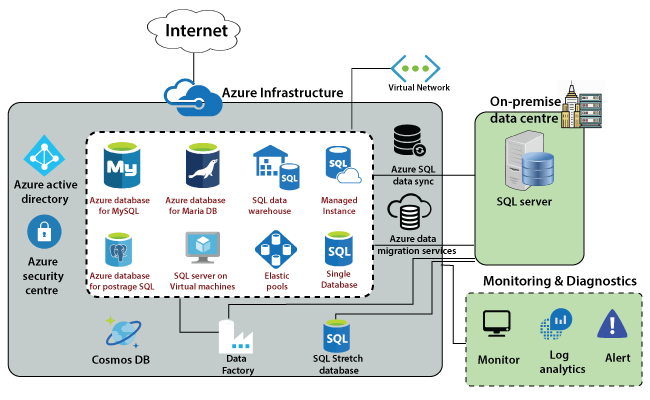 Internet
Azure Infrastructure
Virtual Network
On-premise
data centre
Azure active
directory
My
Azure database
for MySQL
Azure database
for Maria DB
SQL
SQL data
warehouse
SQL
Managed
Instance
Azure SQL
data sync
SQL server
Azure
security
centre
Azure database
for postrage SQL
SQL server on
Virtual machines
Elastic
pools
SQL
Single
Database
Azure data
migration services
Monitoring & Diagnostics
Cosmos DB
Data
Factory
SQL
SQL Stretch
database
Monitor
Log
analytics
Alert